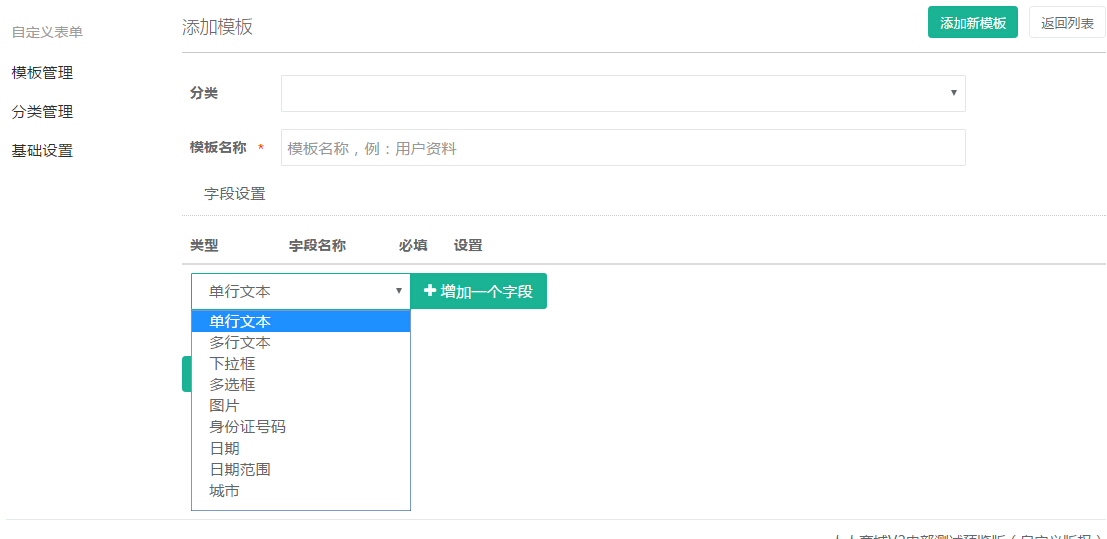 自定义表单
添加模板
添加新模板
返回列表
模板管理
分类管理
基础设置
分类
模板名称 *
模板名称，例：用户资料
字段设置
类型 字段名称 必填 设置
单行文本
增加一个字段
单行文本
多行文本
下拉框
多选框
图片
身份证号码
日期
日期范围
城市